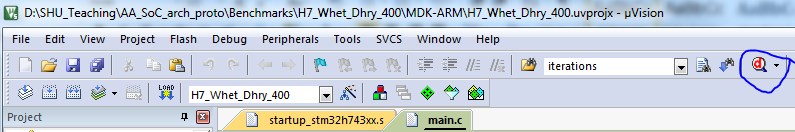 D:\SHU_Teaching\AA_SoC_arch_proto\Benchmarks\H7_Whet_Dhry_400\MDK-ARM\H7_Whet_Dhry_400.uvprojx - µVision
File Edit View Project Flash Debug Peripherals Tools SVCS Window Help
iterations
LOAD H7_Whet_Dhry_400
Project startup_stm32h743xx.s main.c